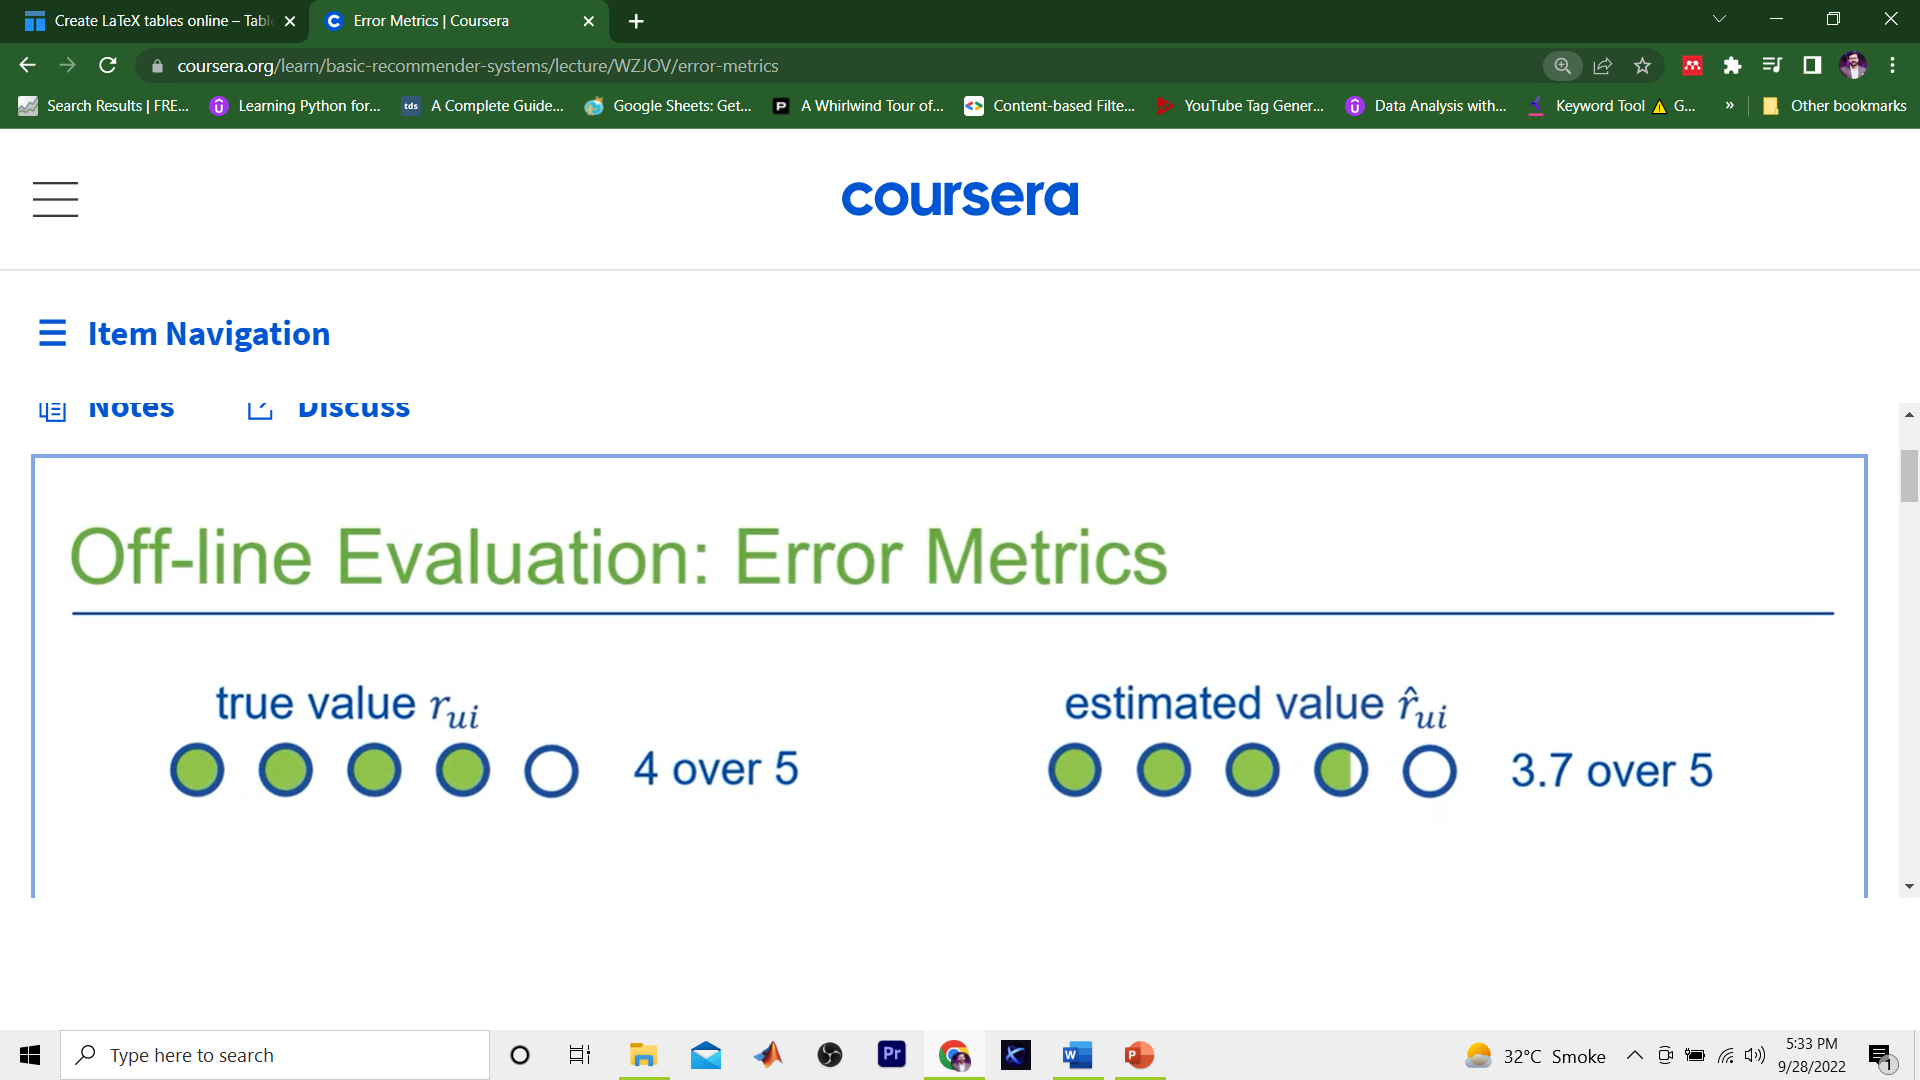 Create LaTeX tables online – Tabl
Error Metrics | Coursera
coursera.org/learn/basic-recommender-systems/lecture/WZJOV/error-metrics
Search Results | FRE...
Learning Python for...
tds
A Complete Guide...
Google Sheets: Get...
P
A Whirlwind Tour of...
Content-based Filte...
YouTube Tag Gener...
Data Analysis with...
Keyword Tool ⚠ G...
»
Other bookmarks
coursera
Item Navigation
Notes
Discuss
Off-line Evaluation: Error Metrics
true value r_ui
estimated value r̂_ui
4 over 5
3.7 over 5
Type here to search
Pr
W
P
32°C Smoke
5:33 PM
9/28/2022
1